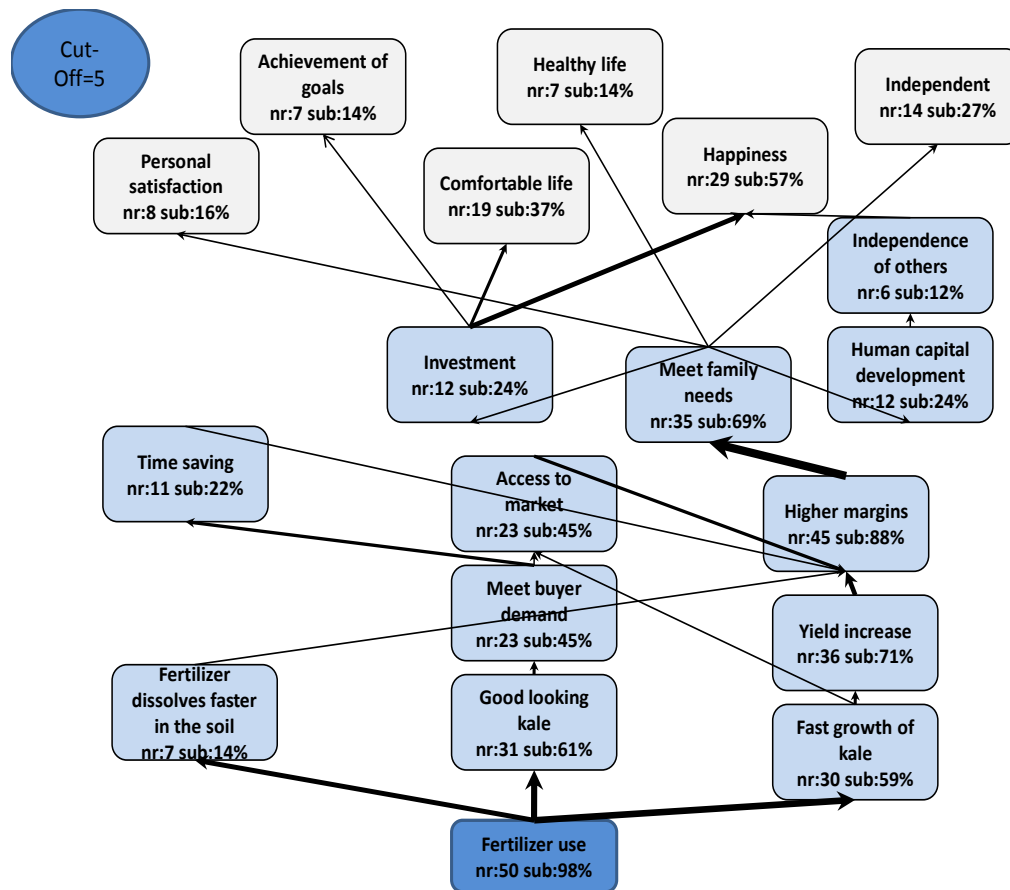 Cut-
Off=5
Achievement of
goals
nr:7 sub:14%
Healthy life
nr:7 sub:14%
Independent
nr:14 sub:27%
Personal
satisfaction
nr:8 sub:16%
Comfortable life
nr:19 sub:37%
Happiness
nr:29 sub:57%
Independence
of others
nr:6 sub:12%
Investment
nr:12 sub:24%
Meet family
needs
nr:35 sub:69%
Human capital
development
nr:12 sub:24%
Time saving
nr:11 sub:22%
Access to
market
nr:23 sub:45%
Higher margins
nr:45 sub:88%
Meet buyer
demand
nr:23 sub:45%
Yield increase
nr:36 sub:71%
Fertilizer
dissolves faster
in the soil
nr:7 sub:14%
Good looking
kale
nr:31 sub:61%
Fast growth of
kale
nr:30 sub:59%
Fertilizer use
nr:50 sub:98%